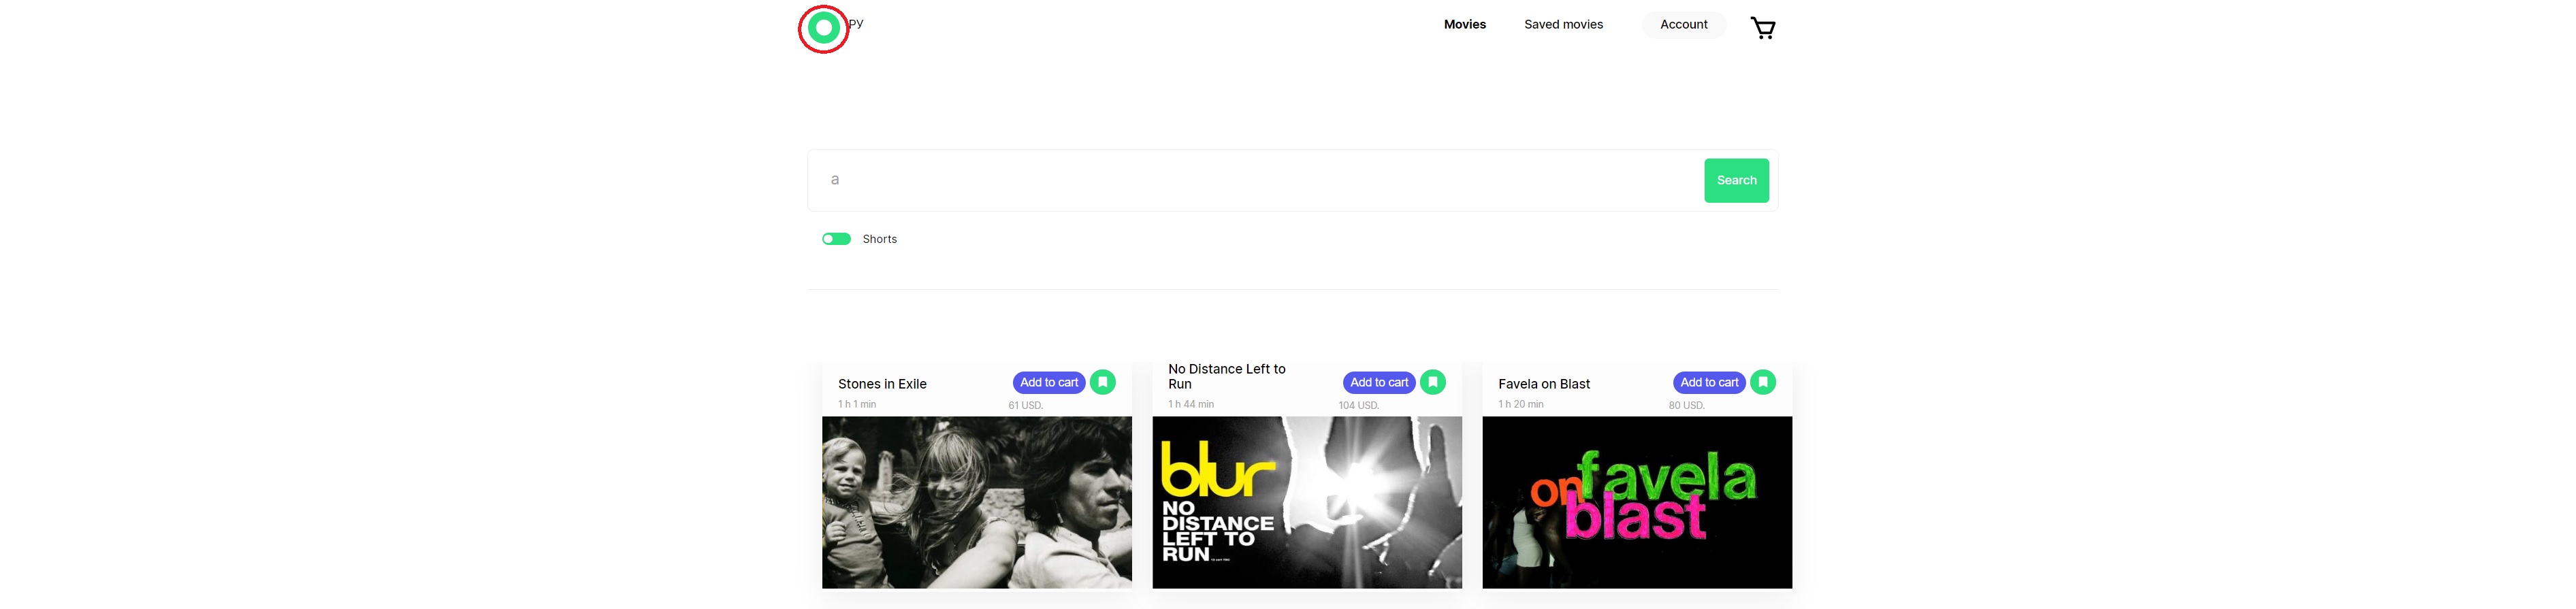 РУ
Movies
Saved movies
Account
a
Search
Shorts
Stones in Exile
Add to cart
1 h 1 min
61 USD.
No Distance Left to
Run
Add to cart
1 h 44 min
104 USD.
Favela on Blast
Add to cart
1 h 20 min
80 USD.
blur
NO
DISTANCE
LEFT TO
RUN
on favela
blast